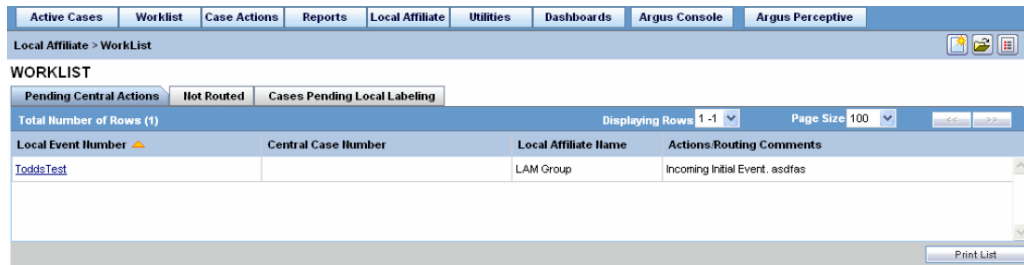 Active Cases Worklist Case Actions Reports Local Affiliate Utilities Dashboards Argus Console Argus Perceptive
Local Affiliate > WorkList
WORKLIST
Pending Central Actions Not Routed Cases Pending Local Labeling
Total Number of Rows (1) Displaying Rows 1 -1 Page Size 100 << >>
Local Event Number Central Case Number Local Affiliate Name Actions/Routing Comments
ToddsTest LAM Group Incoming Initial Event. asdfas
Print List